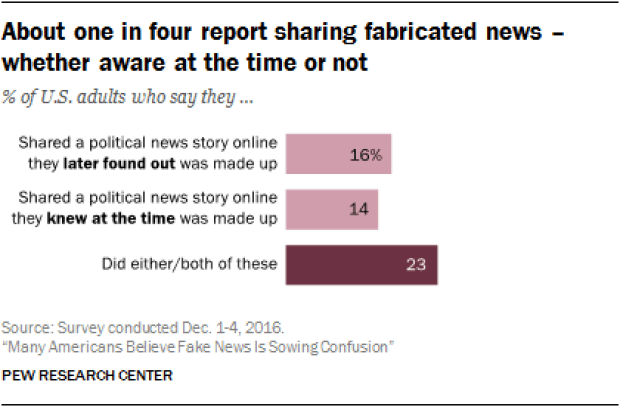 About one in four report sharing fabricated news –
whether aware at the time or not
% of U.S. adults who say they ...
Shared a political news story online
they later found out was made up
16%
Shared a political news story online
they knew at the time was made up
14
Did either/both of these
23
Source: Survey conducted Dec. 1-4, 2016.
“Many Americans Believe Fake News Is Sowing Confusion”
PEW RESEARCH CENTER